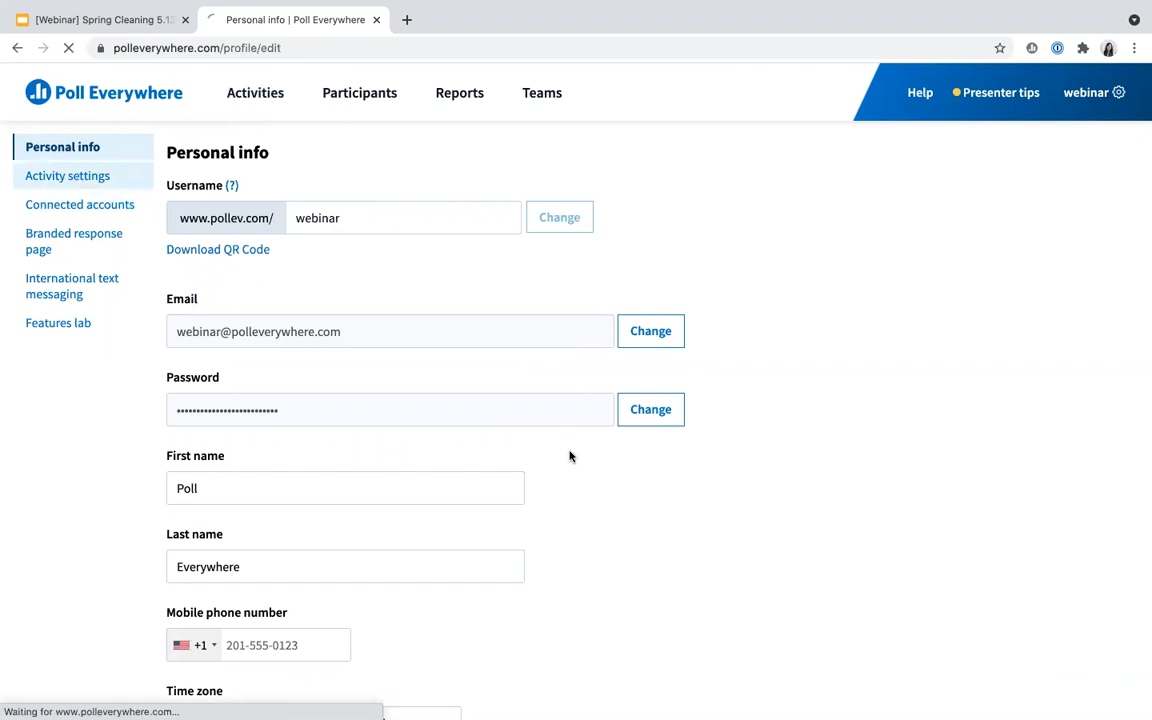 [Webinar] Spring Cleaning 5.1
Personal info | Poll Everywhere
polleverywhere.com/profile/edit
Poll Everywhere
Activities
Participants
Reports
Teams
Help
Presenter tips
webinar
Personal info
Activity settings
Connected accounts
Branded response
page
International text
messaging
Features lab
Personal info
Username (?)
www.pollev.com/
webinar
Change
Download QR Code
Email
webinar@polleverywhere.com
Change
Password
Change
First name
Poll
Last name
Everywhere
Mobile phone number
+1
201-555-0123
Time zone
Waiting for www.polleverywhere.com...